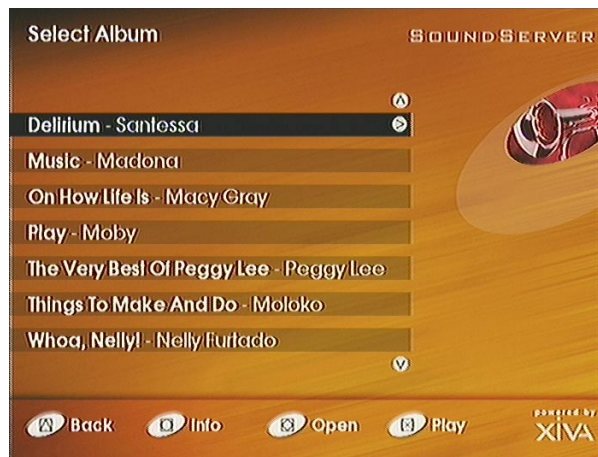 Select Album
SOUNDSERVER
Delirium - Santessa
Music - Madona
On How Life Is - Macy Gray
Play - Moby
The Very Best Of Peggy Lee - Peggy Lee
Things To Make And Do - Moloko
Whoa, Nelly! - Nelly Furtado
Back Info Open Play
powered by
XiVA